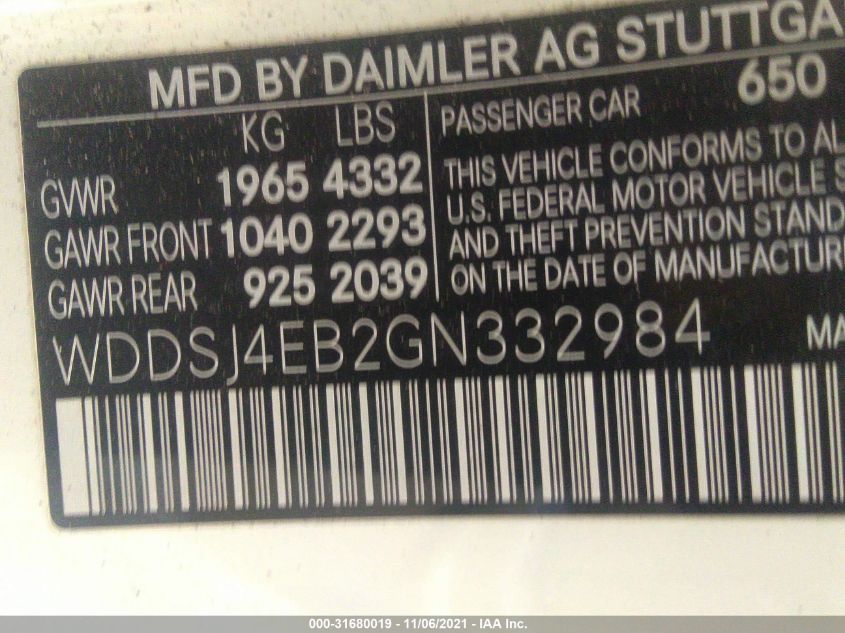 MFD BY DAIMLER AG STUTTGA
KG LBS
GVWR 1965 4332
GAWR FRONT 1040 2293
GAWR REAR 925 2039
PASSENGER CAR 650
THIS VEHICLE CONFORMS TO AL
U.S. FEDERAL MOTOR VEHICLE S
AND THEFT PREVENTION STAND
ON THE DATE OF MANUFACTUR
WDDSJ4EB2GN332984 MA
000-31680019 - 11/06/2021 - IAA Inc.